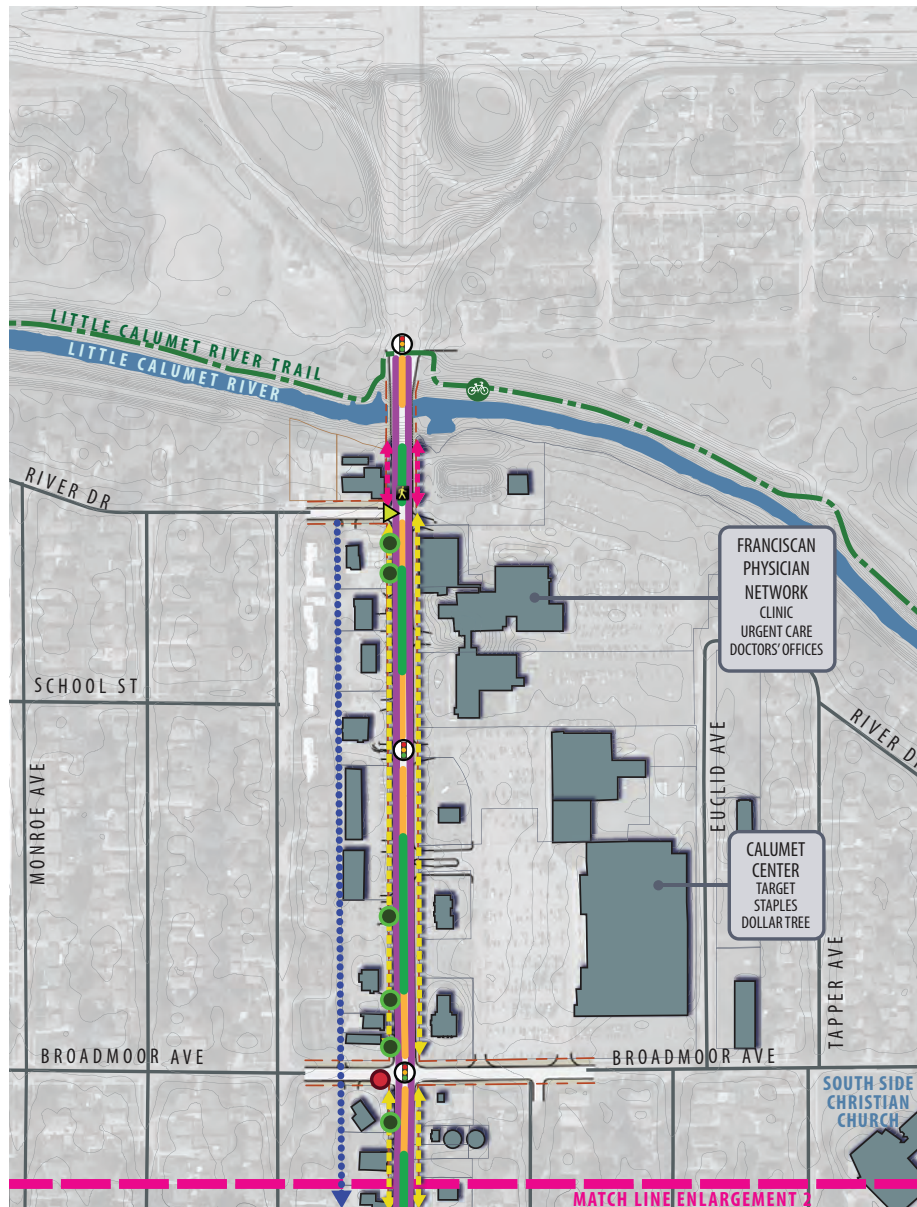 LITTLE CALUMET RIVER TRAIL
LITTLE CALUMET RIVER
RIVER DR
FRANCISCAN
PHYSICIAN
NETWORK
CLINIC
URGENT CARE
DOCTORS' OFFICES
SCHOOL ST
MONROE AVE
EUCLID AVE
RIVER DR
CALUMET
CENTER
TARGET
STAPLES
DOLLAR TREE
TAPPER AVE
BROADMOOR AVE
BROADMOOR AVE
SOUTH SIDE
CHRISTIAN
CHURCH
MATCH LINE ENLARGEMENT 2